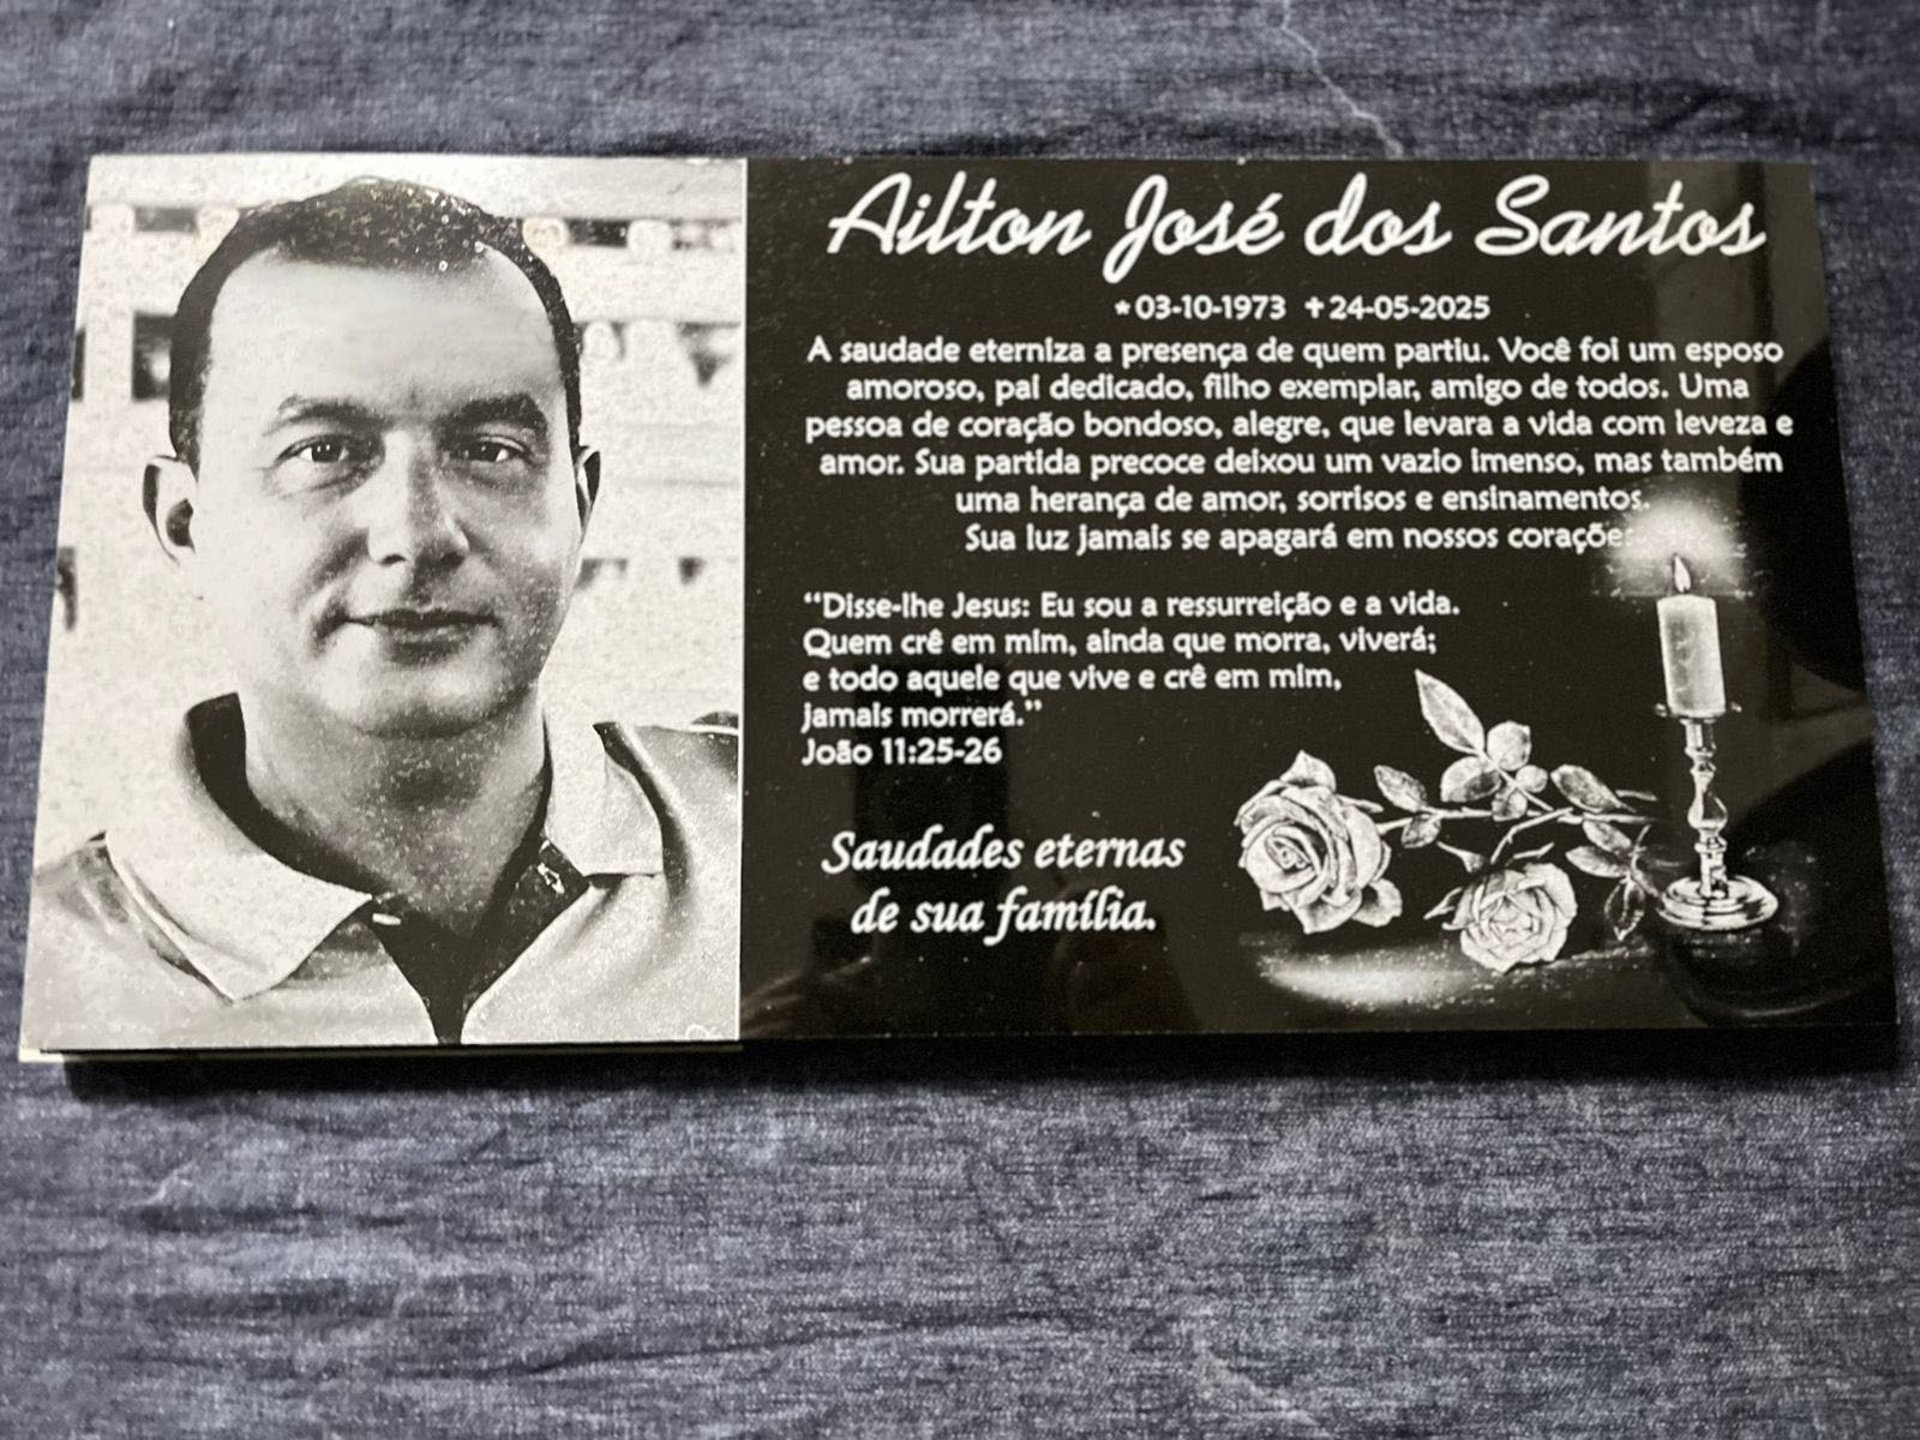 Ailton José dos Santos
*03-10-1973 ✝24-05-2025
A saudade eterniza a presença de quem partiu. Você foi um esposo
amoroso, pai dedicado, filho exemplar, amigo de todos. Uma
pessoa de coração bondoso, alegre, que levara a vida com leveza e
amor. Sua partida precoce deixou um vazio imenso, mas também
uma herança de amor, sorrisos e ensinamentos.
Sua luz jamais se apagará em nossos
“Disse-lhe Jesus: Eu sou a ressurreição e a vida.
Quem crê em mim, ainda que morra, viverá;
e todo aquele que vive e crê em mim,
jamais morrerá.”
João 11:25-26
Saudades eternas
de sua família.